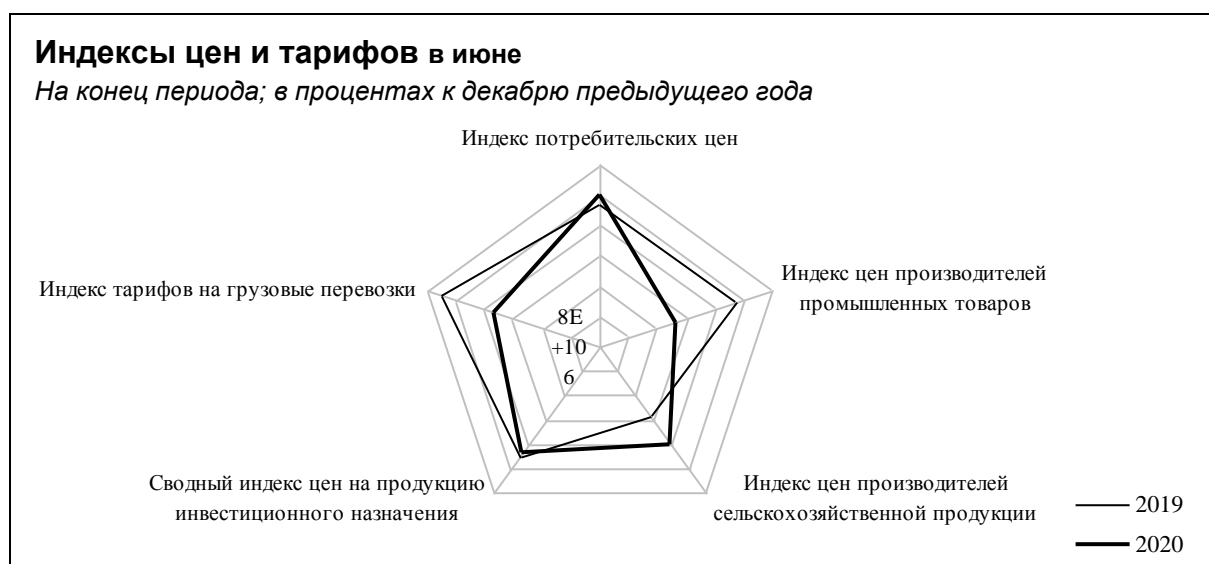 Индексы цен и тарифов в июне
На конец периода; в процентах к декабрю предыдущего года
Индекс потребительских цен
Индекс цен производителей
промышленных товаров
Индекс тарифов на грузовые перевозки
8E
+10
6
Сводный индекс цен на продукцию
инвестиционного назначения
Индекс цен производителей
сельскохозяйственной продукции
2019
2020